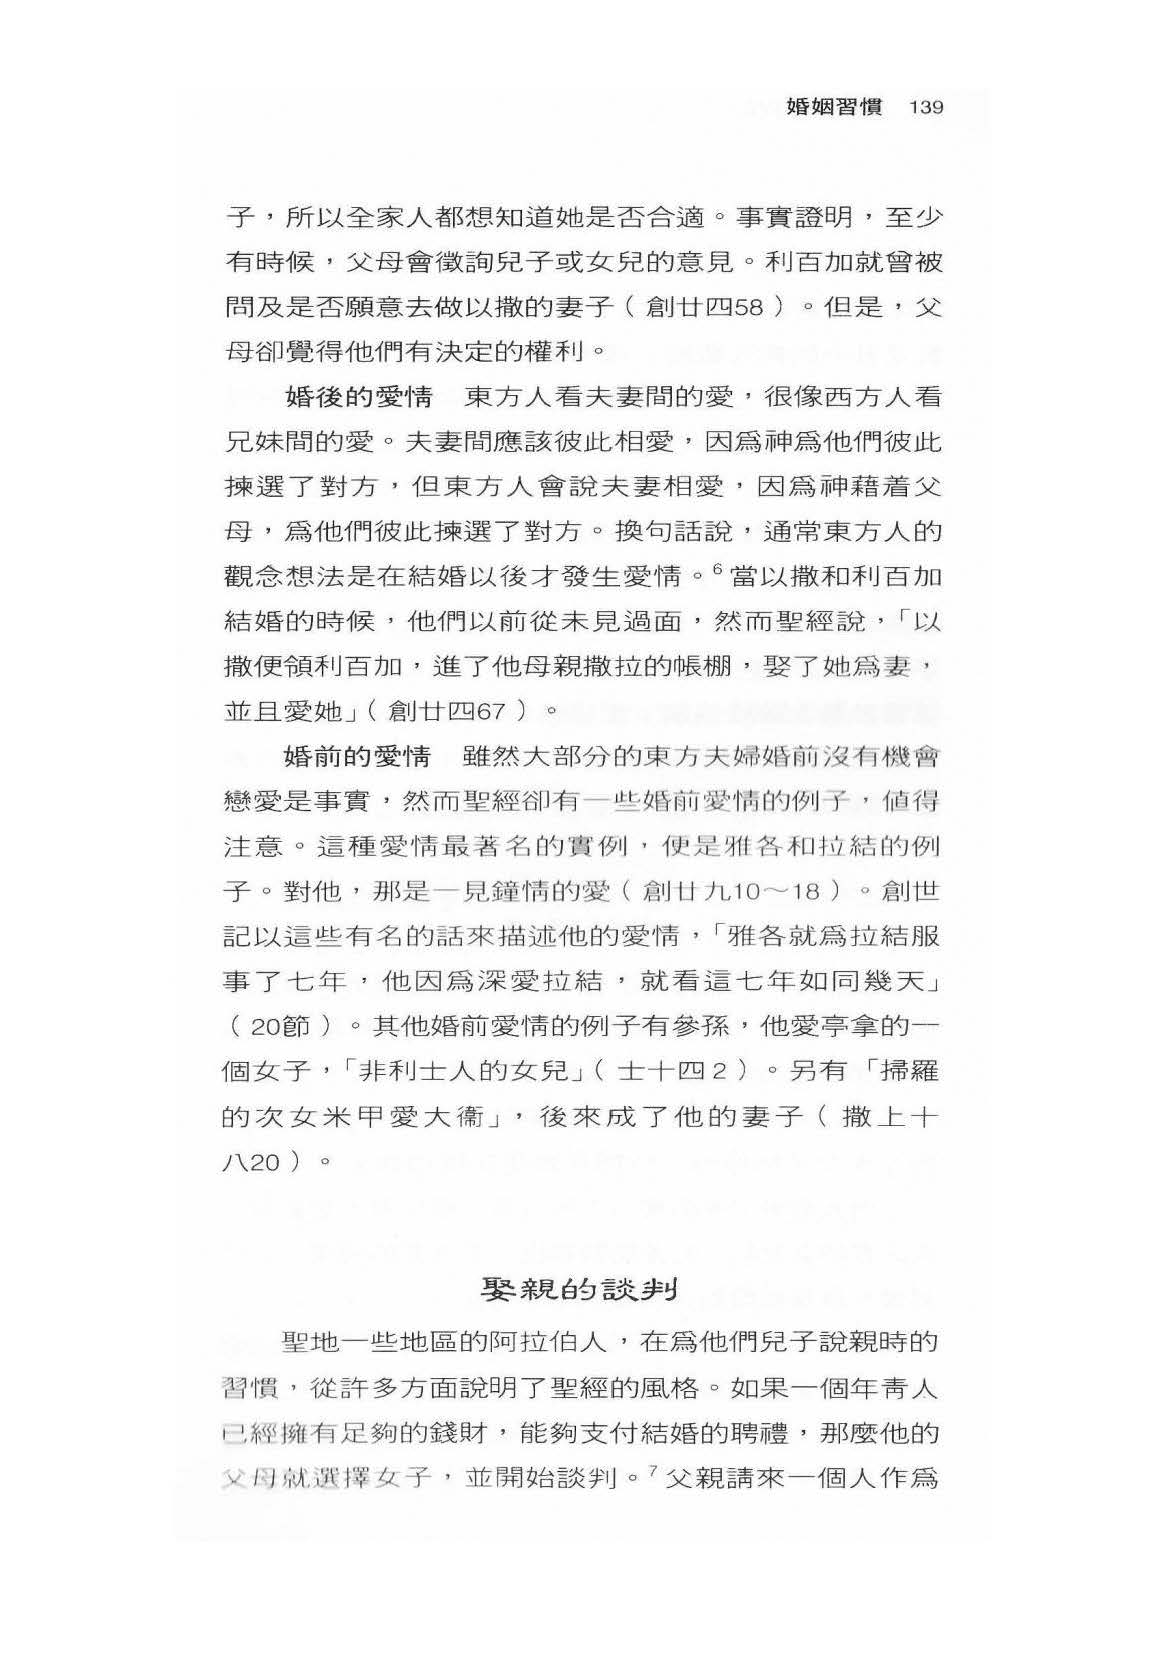 婚姻習慣　139
子，所以全家人都想知道她是否合適。事實證明，至少
有時候，父母會徵詢兒子或女兒的意見。利百加就曾被
問及是否願意去做以撒的妻子（創廿四58）。但是，父
母卻覺得他們有決定的權利。
婚後的愛情　東方人看夫妻間的愛，很像西方人看
兄妹間的愛。夫妻間應該彼此相愛，因爲神爲他們彼此
揀選了對方，但東方人會說夫妻相愛，因爲神藉着父
母，爲他們彼此揀選了對方。換句話說，通常東方人的
觀念想法是在結婚以後才發生愛情。⁶當以撒和利百加
結婚的時候，他們以前從未見過面，然而聖經說，「以
撒便領利百加，進了他母親撒拉的帳棚，娶了她爲妻，
並且愛她」（創廿四67）。
婚前的愛情　雖然大部分的東方夫婦婚前沒有機會
戀愛是事實，然而聖經卻有一些婚前愛情的例子，値得
注意。這種愛情最著名的實例，便是雅各和拉結的例
子。對他，那是一見鐘情的愛（創廿九10～18）。創世
記以這些有名的話來描述他的愛情，「雅各就爲拉結服
事了七年，他因爲深愛拉結，就看這七年如同幾天」
（20節）。其他婚前愛情的例子有參孫，他愛亭拿的一
個女子，「非利士人的女兒」（士十四2）。另有「掃羅
的次女米甲愛大衞」，後來成了他的妻子（撒上十
八20）。
娶親的談判
聖地一些地區的阿拉伯人，在爲他們兒子說親時的
習慣，從許多方面說明了聖經的風格。如果一個年靑人
已經擁有足夠的錢財，能夠支付結婚的聘禮，那麼他的
父母就選擇女子，並開始談判。⁷父親請來一個人作爲